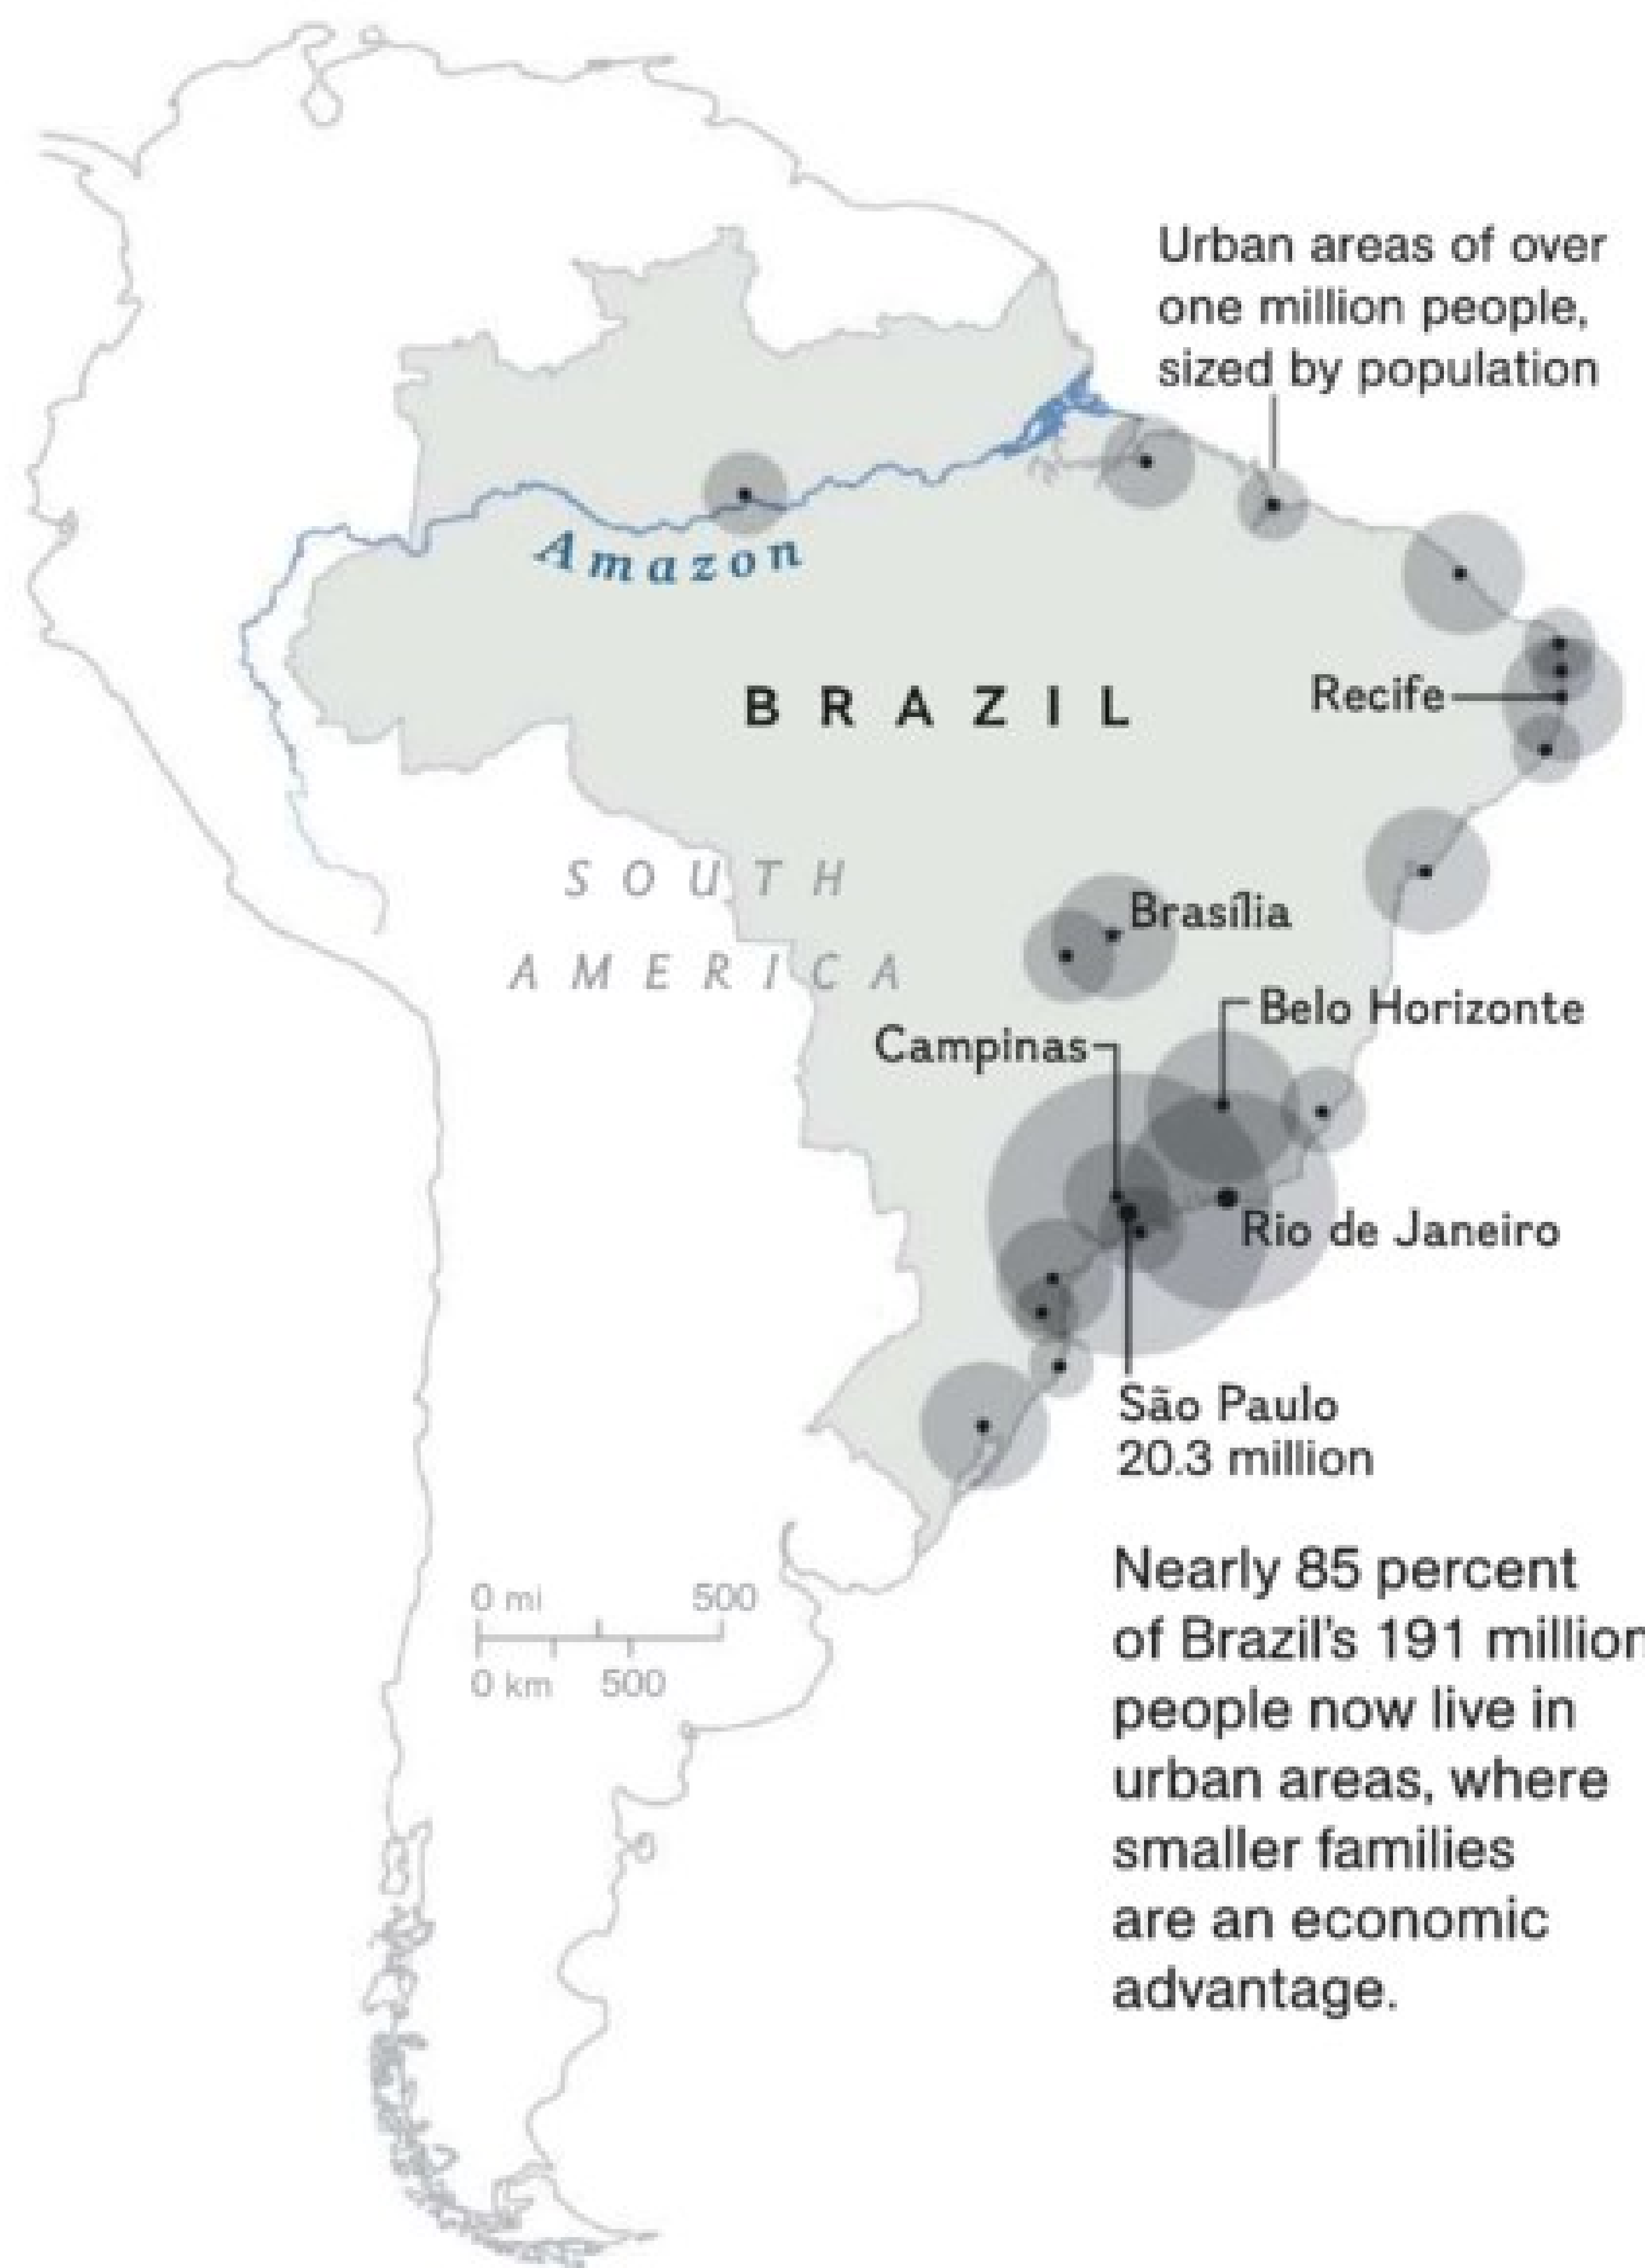 Urban areas of over
one million people,
sized by population
Amazon
BRAZIL
Recife
SOUTH
AMERICA
Brasília
Belo Horizonte
Campinas
Rio de Janeiro
São Paulo
20.3 million
0 mi 500
0 km 500
Nearly 85 percent
of Brazil's 191 million
people now live in
urban areas, where
smaller families
are an economic
advantage.